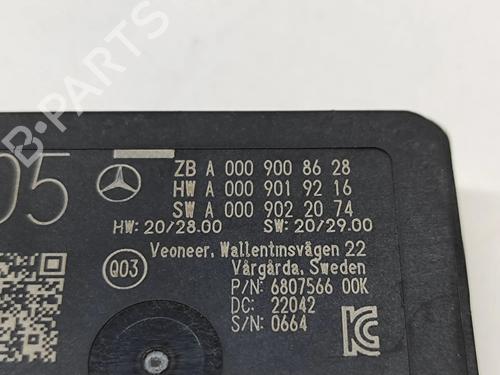 05
ZB A 000 900 86 28
HW A 000 901 92 16
SW A 000 902 20 74
HW: 20/28.00 SW: 20/29.00
Veoneer, Wallentinsvägen 22
Q03
Vårgårda, Sweden
P/N: 6807566 00K
DC: 22042
S/N: 0664
B-PARTS